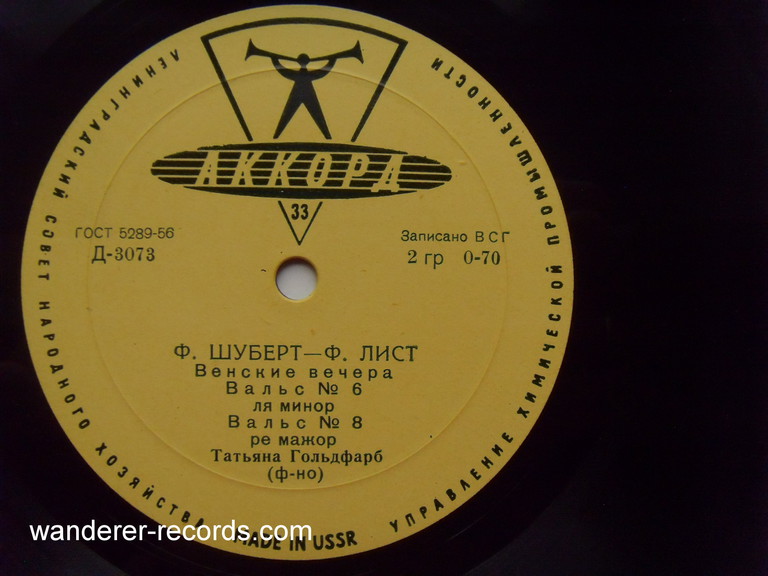 ЛЕНИНГРАДСКИЙ СОВЕТ НАРОДНОГО ХОЗЯЙСТВА
УПРАВЛЕНИЕ ХИМИЧЕСКОЙ ПРОМЫШЛЕННОСТИ
АККОРД
33
ГОСТ 5289-56
Д-3073
Записано ВСГ
2 гр 0-70
Ф. ШУБЕРТ—Ф. ЛИСТ
Венские вечера
Вальс № 6
ля минор
Вальс № 8
ре мажор
Татьяна Гольдфарб
(ф-но)
MADE IN USSR
wanderer-records.com